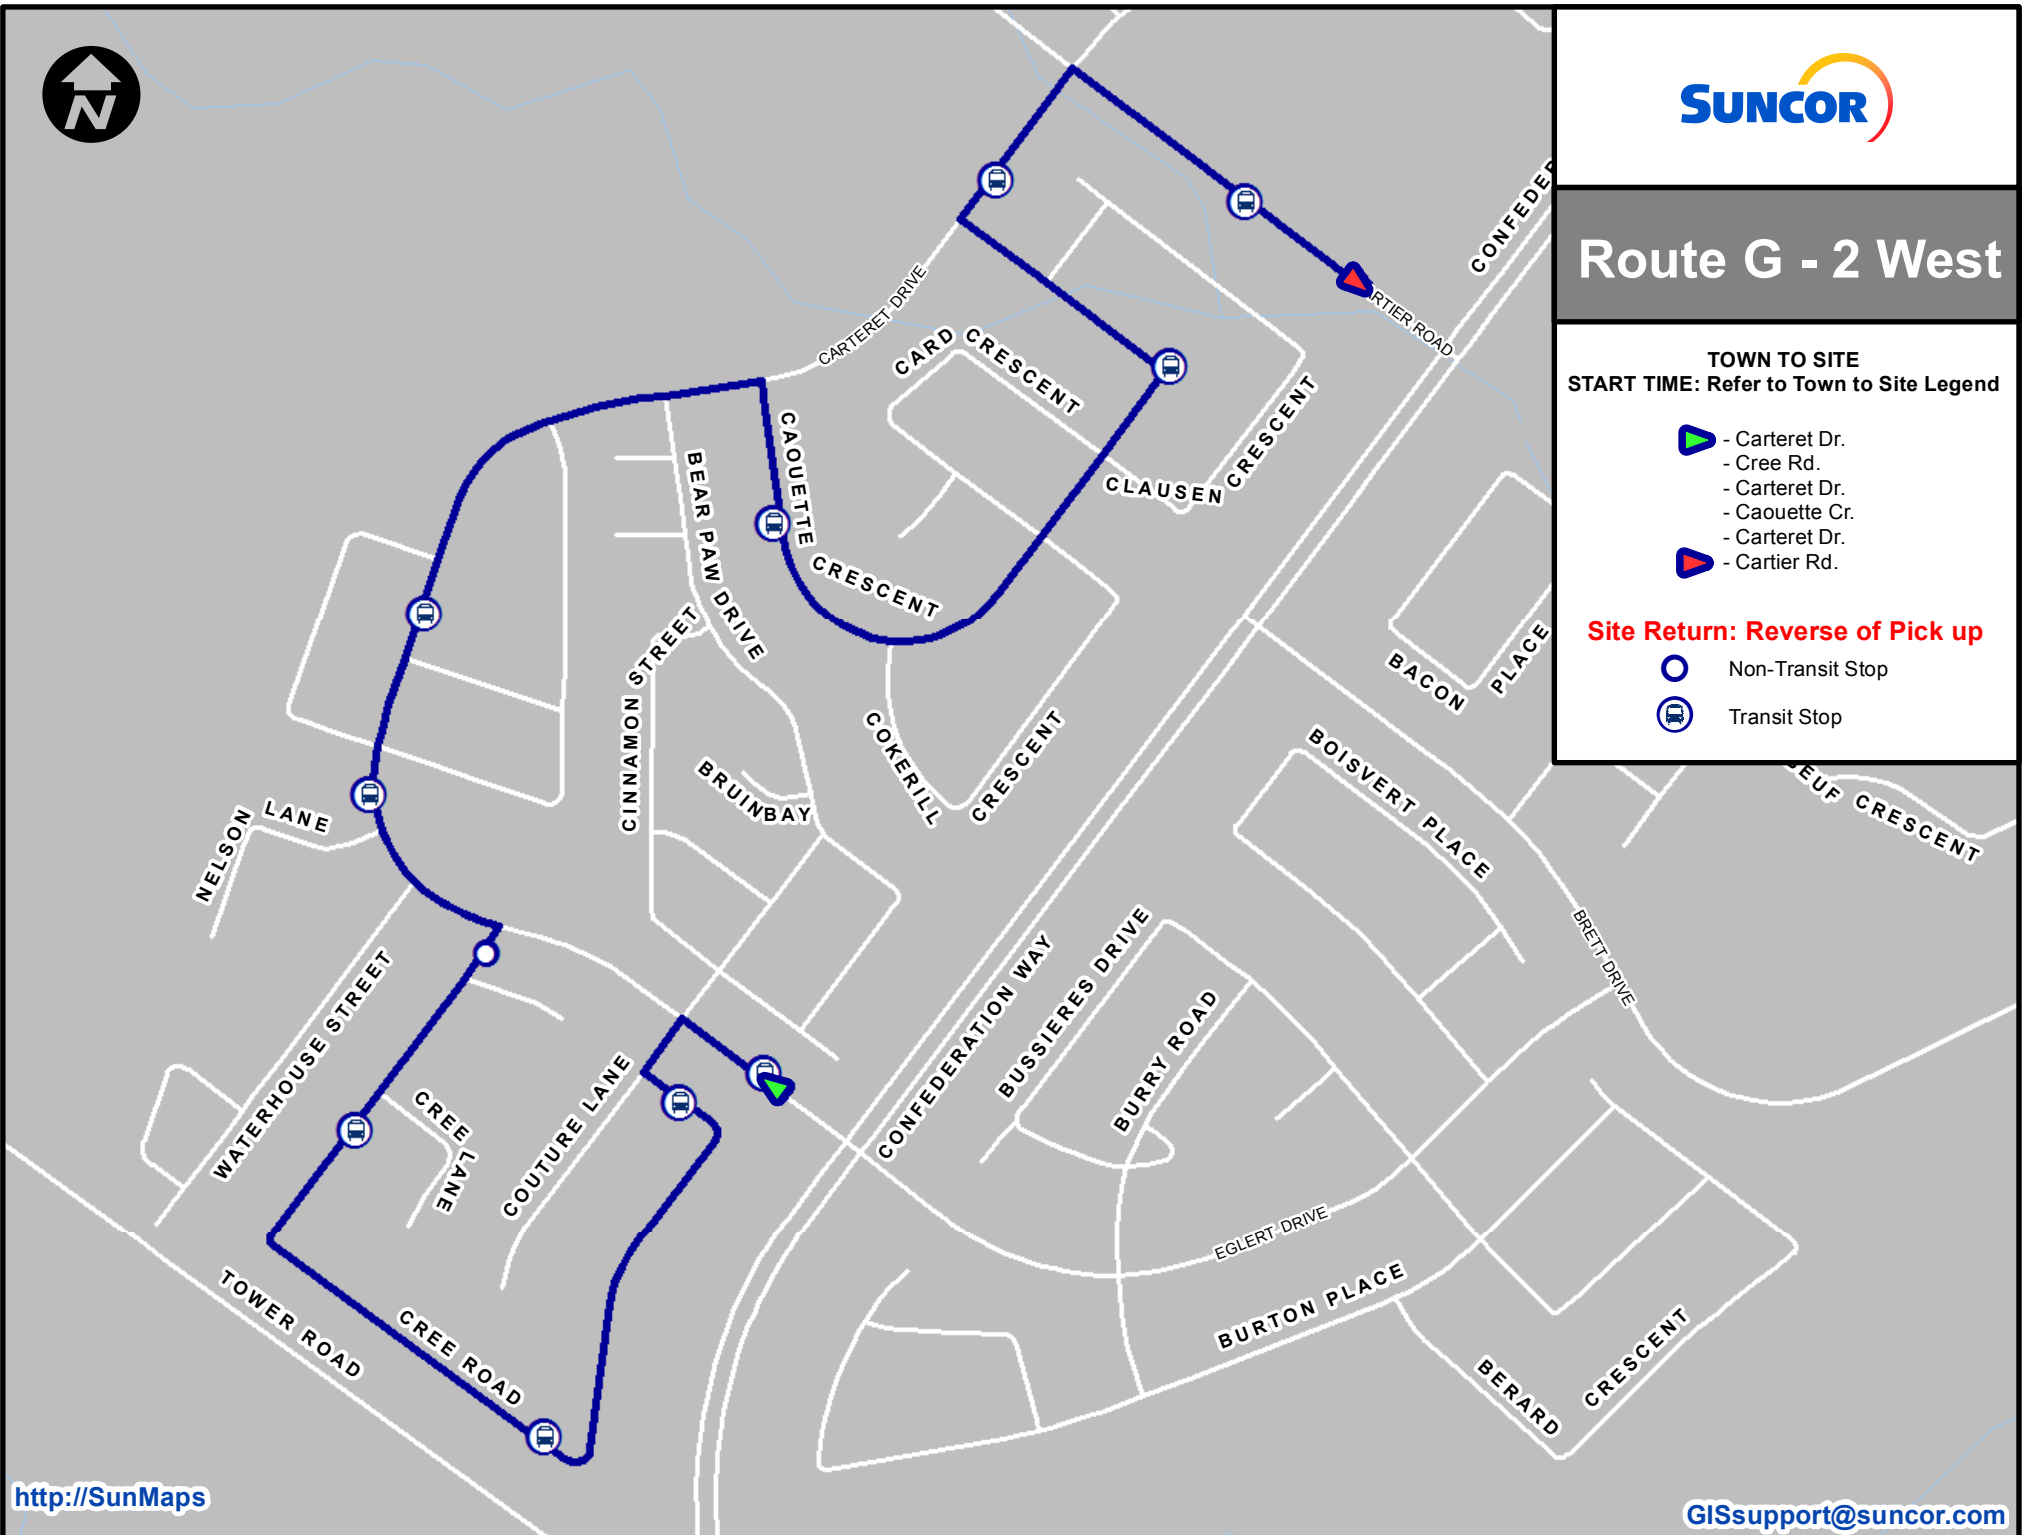 N
SUNCOR
Route G - 2 West
TOWN TO SITE
START TIME: Refer to Town to Site Legend
- Carteret Dr.
- Cree Rd.
- Carteret Dr.
- Caouette Cr.
- Carteret Dr.
- Cartier Rd.
Site Return: Reverse of Pick up
Non-Transit Stop
Transit Stop
CONFEDER
RTIER ROAD
CARTERET DRIVE
CARD CRESCENT
CLAUSEN CRESCENT
CAOUETTE CRESCENT
BEAR PAW DRIVE
CINNAMON STREET
BRUIN BAY
COKERILL CRESCENT
BACON PLACE
BOISVERT PLACE
OEUF CRESCENT
BRETT DRIVE
NELSON LANE
WATERHOUSE STREET
CREE LANE
COUTURE LANE
CONFEDERATION WAY
BUSSIERES DRIVE
BURRY ROAD
EGLERT DRIVE
BURTON PLACE
BERARD CRESCENT
TOWER ROAD
CREE ROAD
http://SunMaps
GISsupport@suncor.com